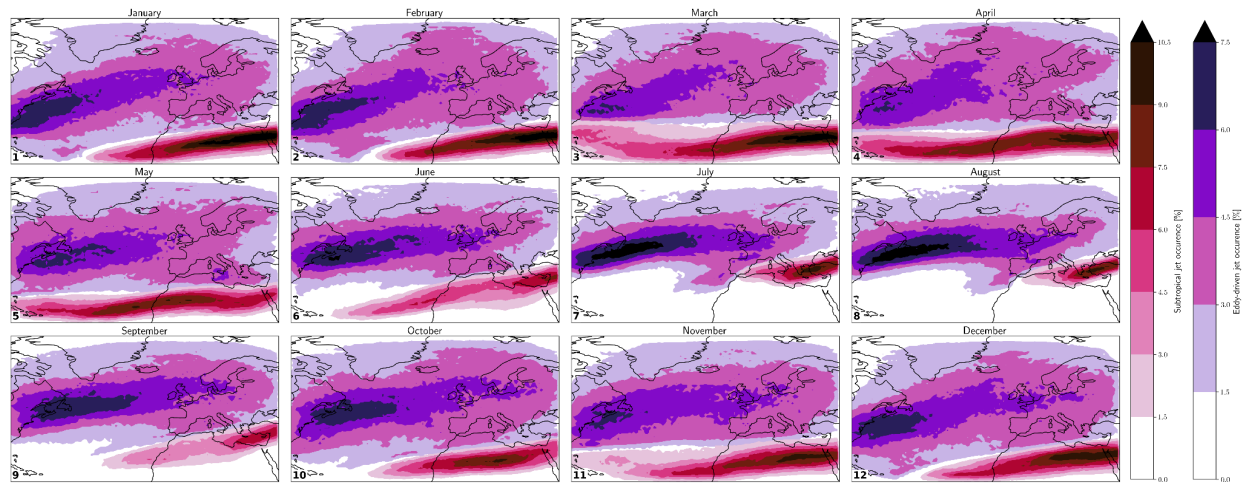 January
February
March
April
1
2
3
4
May
June
July
August
5
6
7
8
September
October
November
December
9
10
11
12
10.5
9.0
7.5
6.0
4.5
3.0
1.5
0.0
Subtropical jet occurence [%]
7.5
6.0
4.5
3.0
1.5
0.0
Eddy-driven jet occurence [%]